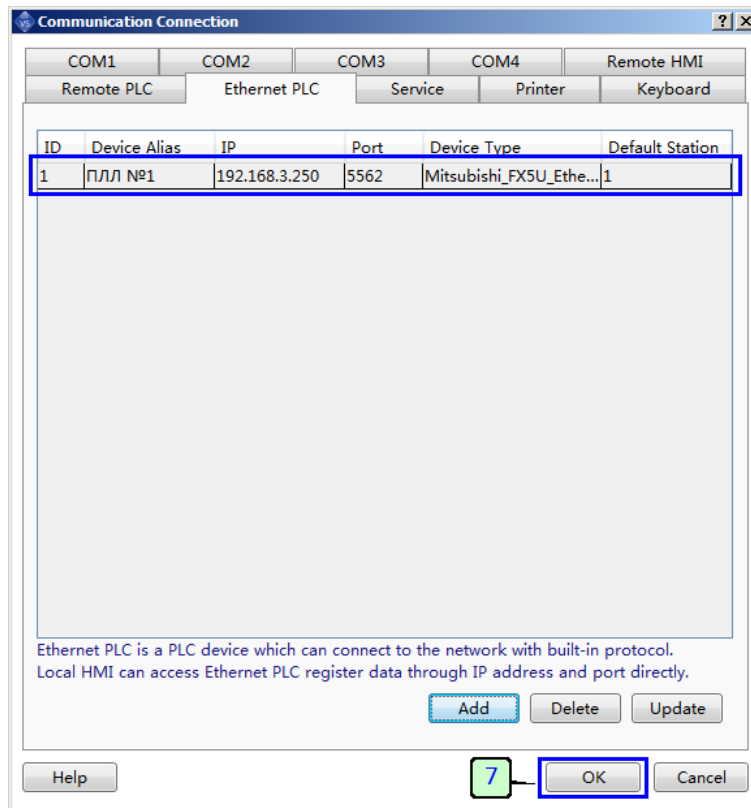 Communication Connection
COM1 COM2 COM3 COM4 Remote HMI
Remote PLC Ethernet PLC Service Printer Keyboard
ID Device Alias IP Port Device Type Default Station
1 ПЛЛ №1 192.168.3.250 5562 Mitsubishi_FX5U_Ethe... 1
Ethernet PLC is a PLC device which can connect to the network with built-in protocol.
Local HMI can access Ethernet PLC register data through IP address and port directly.
Add Delete Update
Help 7 OK Cancel